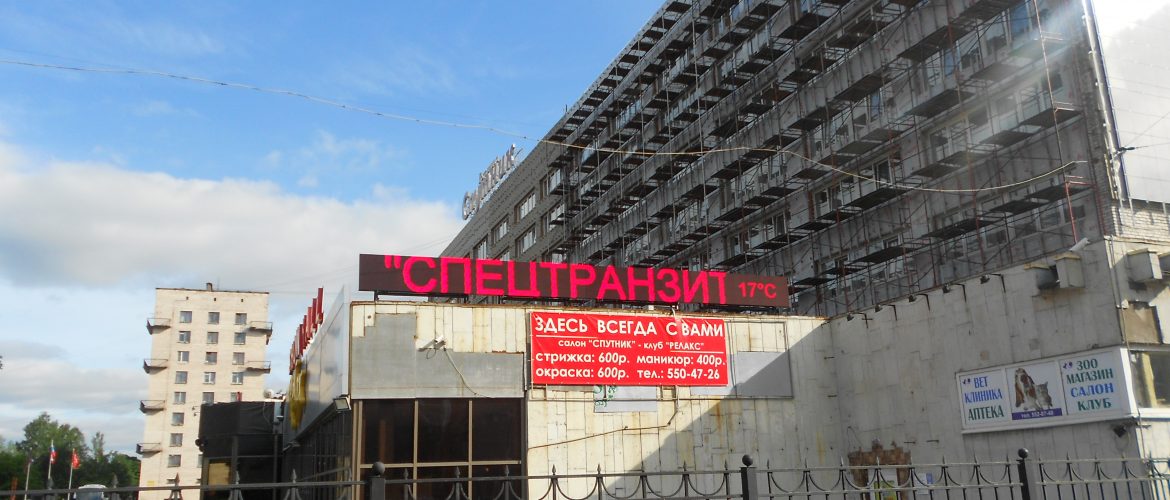 Спутник
"СПЕЦТРАНЗИТ 17°C
ЗДЕСЬ ВСЕГДА С ВАМИ
САЛОН "СПУТНИК" - КЛУБ "РЕЛАКС"
СТРИЖКА: 600р. МАНИКЮР: 400р.
ОКРАСКА: 600р. ТЕЛ.: 550-47-26
ВЕТ
КЛИНИКА
АПТЕКА
ЗОО
МАГАЗИН
САЛОН
КЛУБ